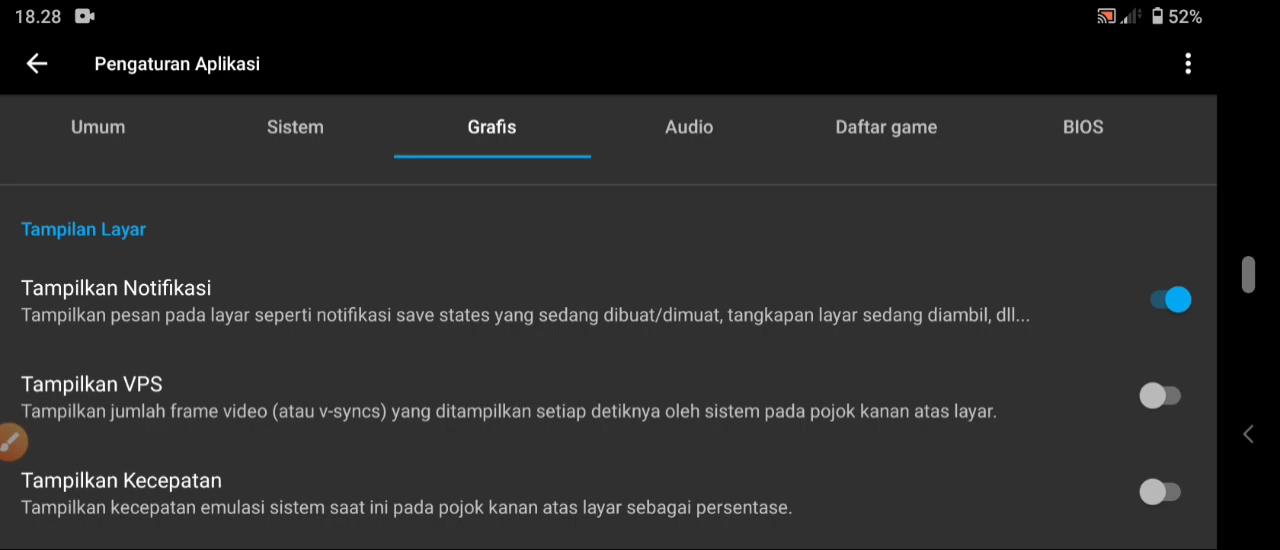 18.28
52%
Pengaturan Aplikasi
Umum
Sistem
Grafis
Audio
Daftar game
BIOS
Tampilan Layar
Tampilkan Notifikasi
Tampilkan pesan pada layar seperti notifikasi save states yang sedang dibuat/dimuat, tangkapan layar sedang diambil, dll...
Tampilkan VPS
Tampilkan jumlah frame video (atau v-syncs) yang ditampilkan setiap detiknya oleh sistem pada pojok kanan atas layar.
Tampilkan Kecepatan
Tampilkan kecepatan emulasi sistem saat ini pada pojok kanan atas layar sebagai persentase.